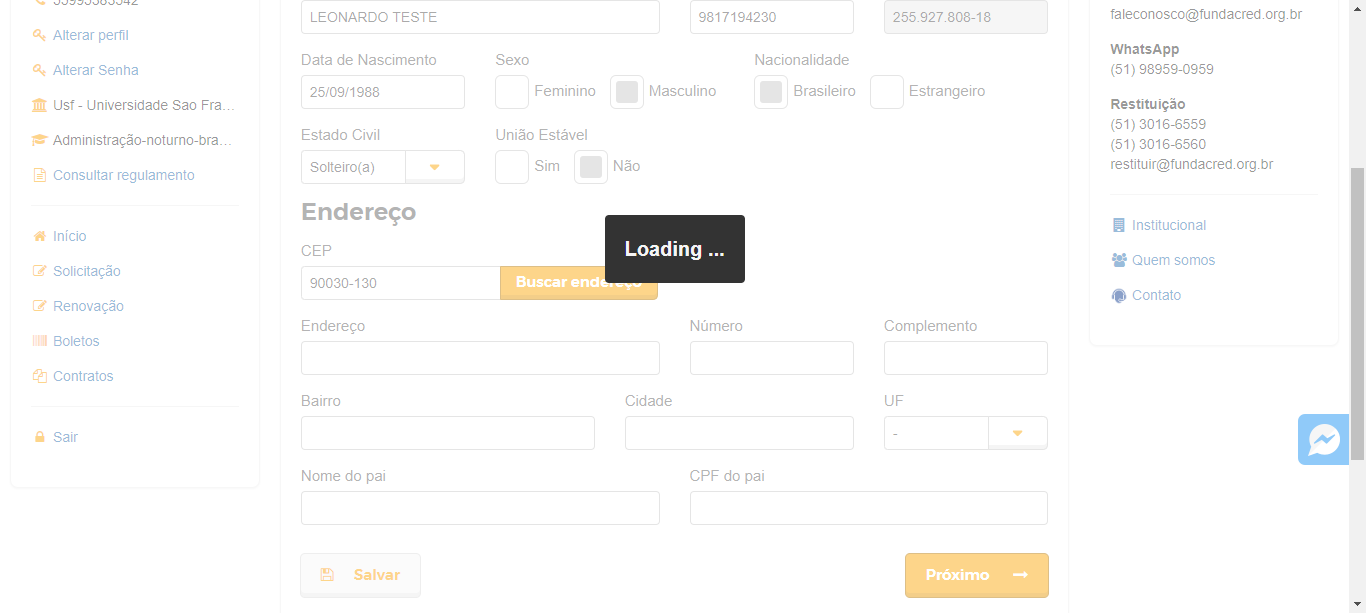 55995385542
Alterar perfil
Alterar Senha
Usf - Universidade Sao Fra...
Administração-noturno-bra...
Consultar regulamento
Início
Solicitação
Renovação
Boletos
Contratos
Sair
LEONARDO TESTE
9817194230
255.927.808-18
Data de Nascimento
Sexo
Nacionalidade
25/09/1988
Feminino
Masculino
Brasileiro
Estrangeiro
Estado Civil
União Estável
Solteiro(a)
Sim
Não
Endereço
CEP
90030-130
Buscar endereço
Loading ...
Endereço
Número
Complemento
Bairro
Cidade
UF
-
Nome do pai
CPF do pai
Salvar
Próximo
faleconosco@fundacred.org.br
WhatsApp
(51) 98959-0959
Restituição
(51) 3016-6559
(51) 3016-6560
restituir@fundacred.org.br
Institucional
Quem somos
Contato